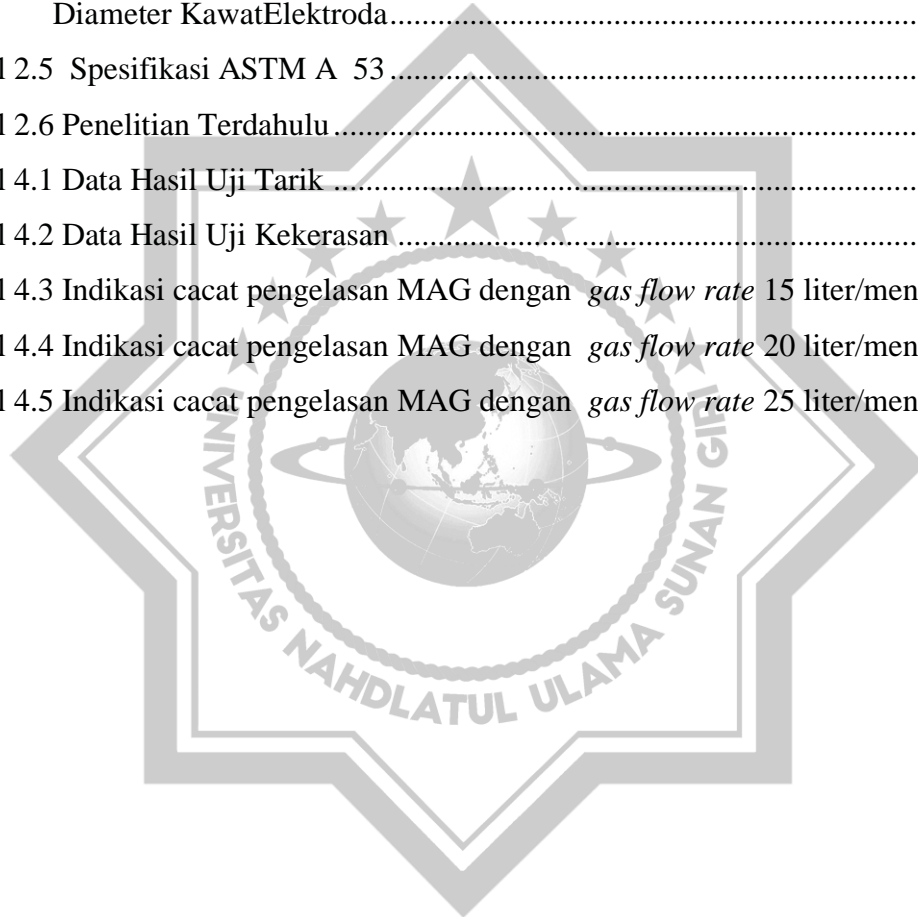 Diameter KawatElektroda.......................................................................
l 2.5  Spesifikasi ASTM A  53.......................................................................
l 2.6 Penelitian Terdahulu..............................................................................
l 4.1 Data Hasil Uji Tarik ..............................................................................
l 4.2 Data Hasil Uji Kekerasan ......................................................................
l 4.3 Indikasi cacat pengelasan MAG dengan  gas flow rate 15 liter/men
l 4.4 Indikasi cacat pengelasan MAG dengan  gas flow rate 20 liter/men
l 4.5 Indikasi cacat pengelasan MAG dengan  gas flow rate 25 liter/men
UNIVERSITAS NAHDLATUL ULAMA SUNAN GIRI